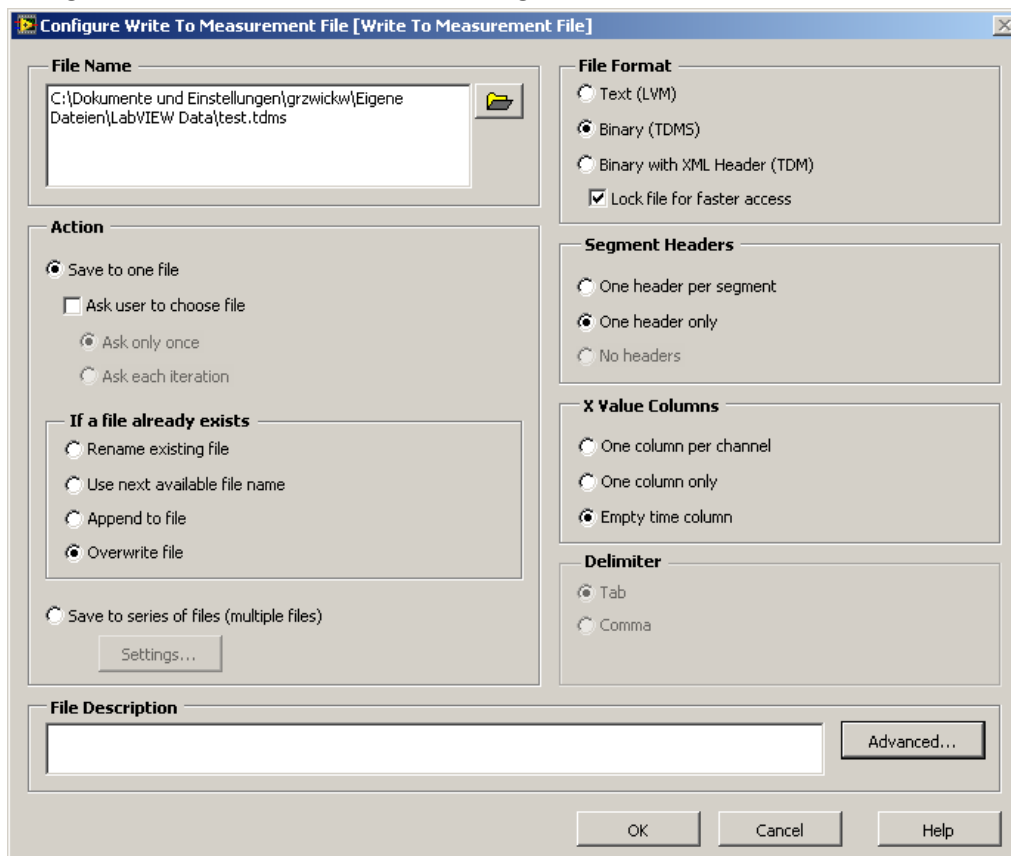 Configure Write To Measurement File [Write To Measurement File]
File Name
C:\Dokumente und Einstellungen\grzwickw\Eigene
Dateien\LabVIEW Data\test.tdms
Action
Save to one file
Ask user to choose file
Ask only once
Ask each iteration
If a file already exists
Rename existing file
Use next available file name
Append to file
Overwrite file
Save to series of files (multiple files)
Settings...
File Format
Text (LVM)
Binary (TDMS)
Binary with XML Header (TDM)
Lock file for faster access
Segment Headers
One header per segment
One header only
No headers
X Value Columns
One column per channel
One column only
Empty time column
Delimiter
Tab
Comma
File Description
Advanced...
OK
Cancel
Help